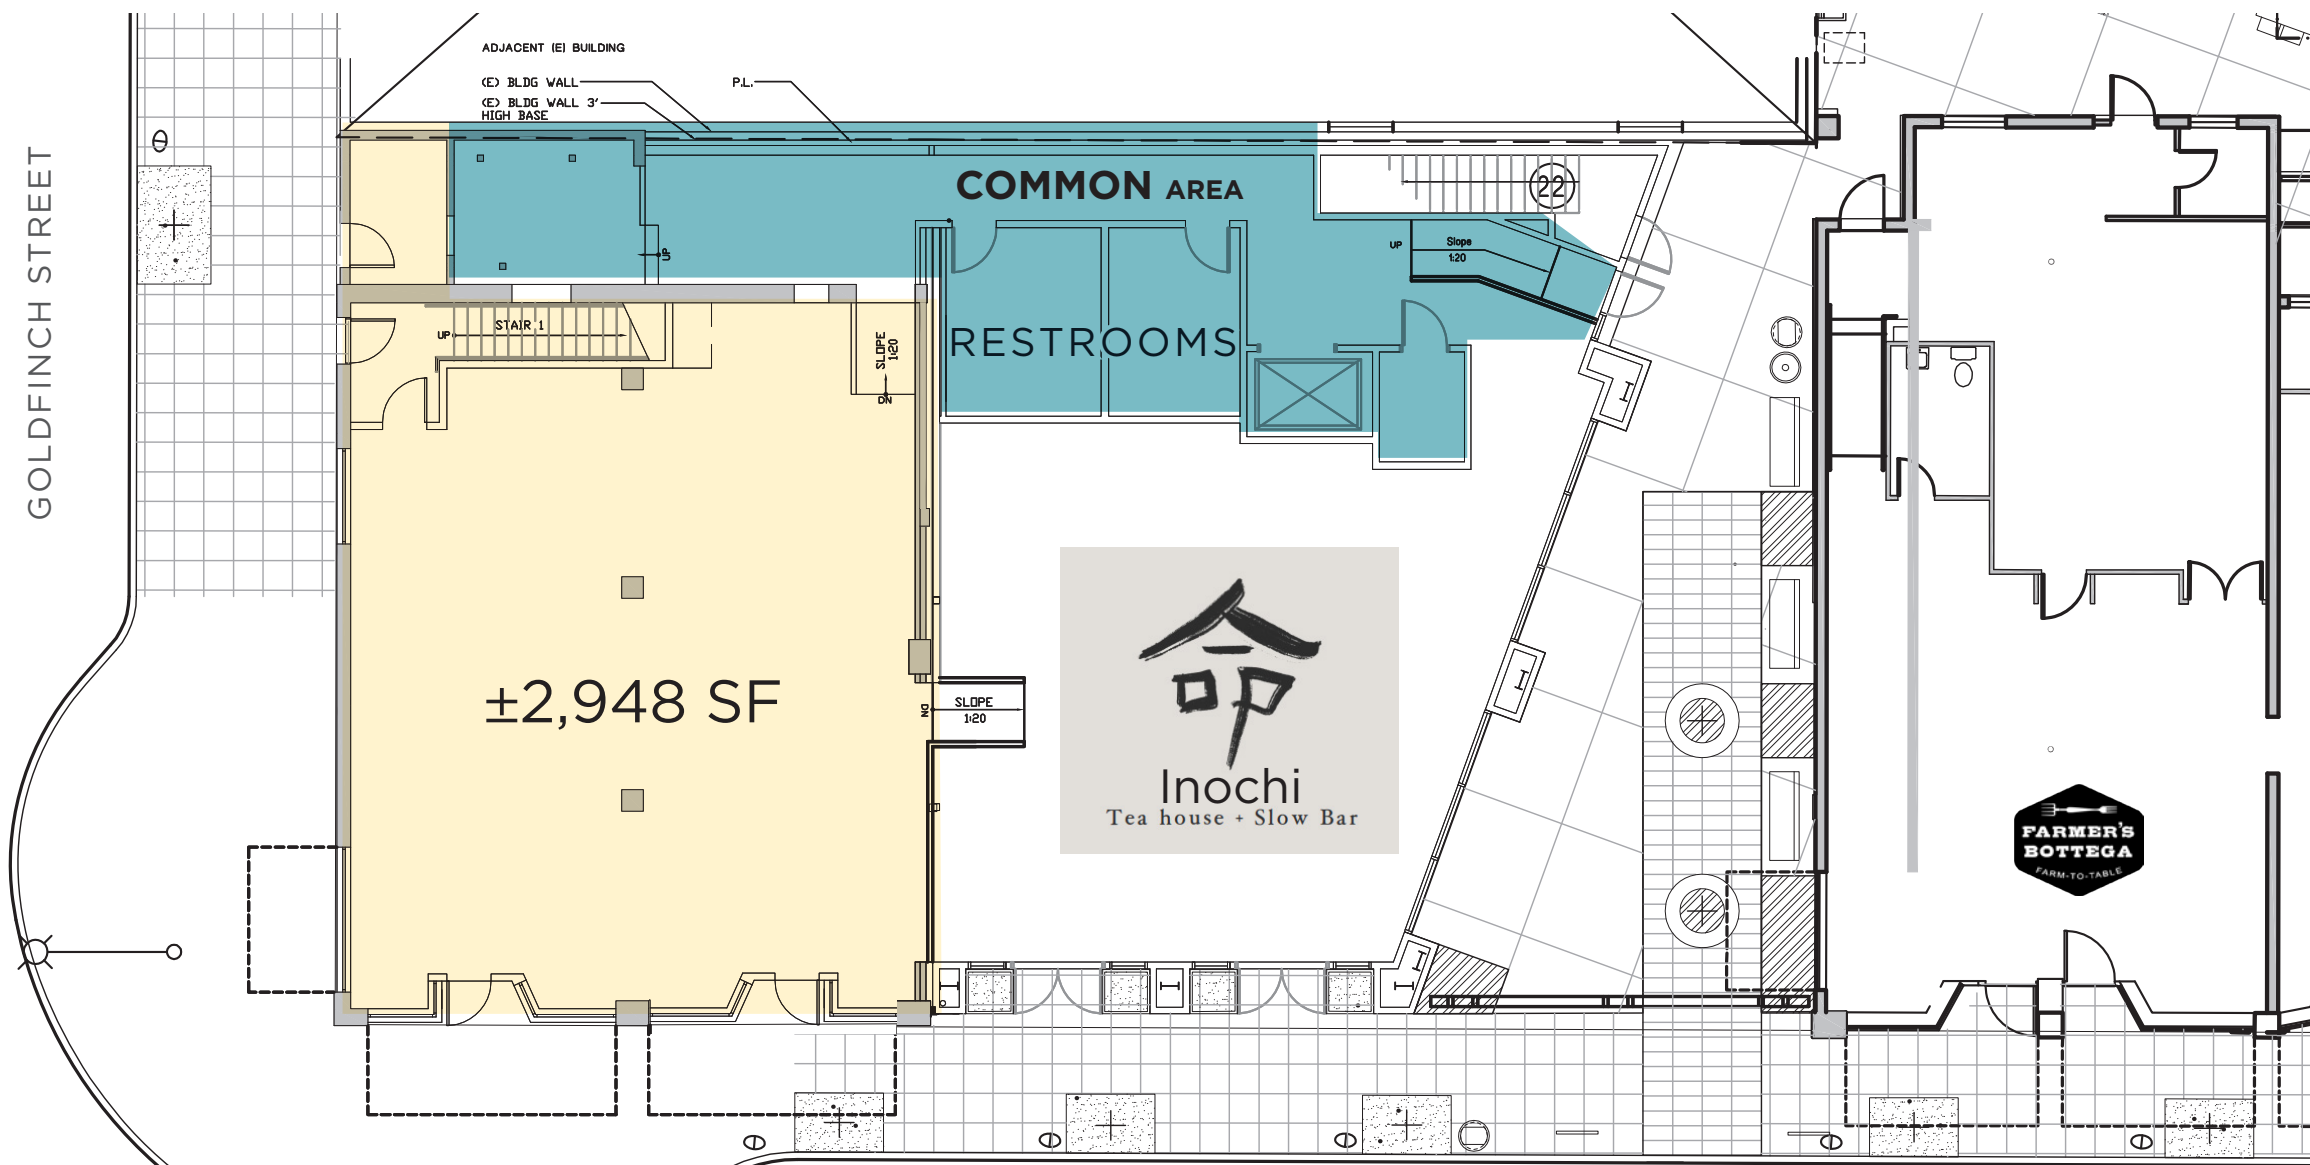 ADJACENT (E) BUILDING
(E) BLDG WALL
P.L.
(E) BLDG WALL 3'
HIGH BASE
GOLDFINCH STREET
COMMON AREA
22
UP
UP
Slope
1:20
STAIR 1
UP
SLOPE
1:20
DN
RESTROOMS
±2,948 SF
DN
SLOPE
1:20
命
Inochi
Tea house + Slow Bar
FARMER'S
BOTTEGA
FARM-TO-TABLE